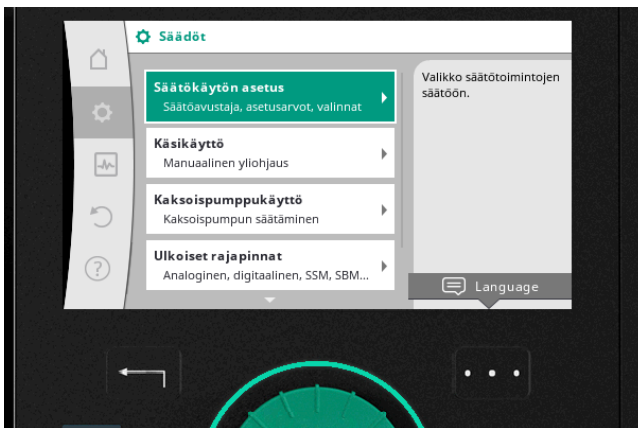 Säädöt
Säätökäytön asetus
Säätöavustaja, asetusarvot, valinnat
Käsikäyttö
Manuaalinen yliohjaus
Kaksoispumppukäyttö
Kaksoispumpun säätäminen
Ulkoiset rajapinnat
Analoginen, digitaalinen, SSM, SBM...
Valikko säätötoimintojen
säätöön.
Language